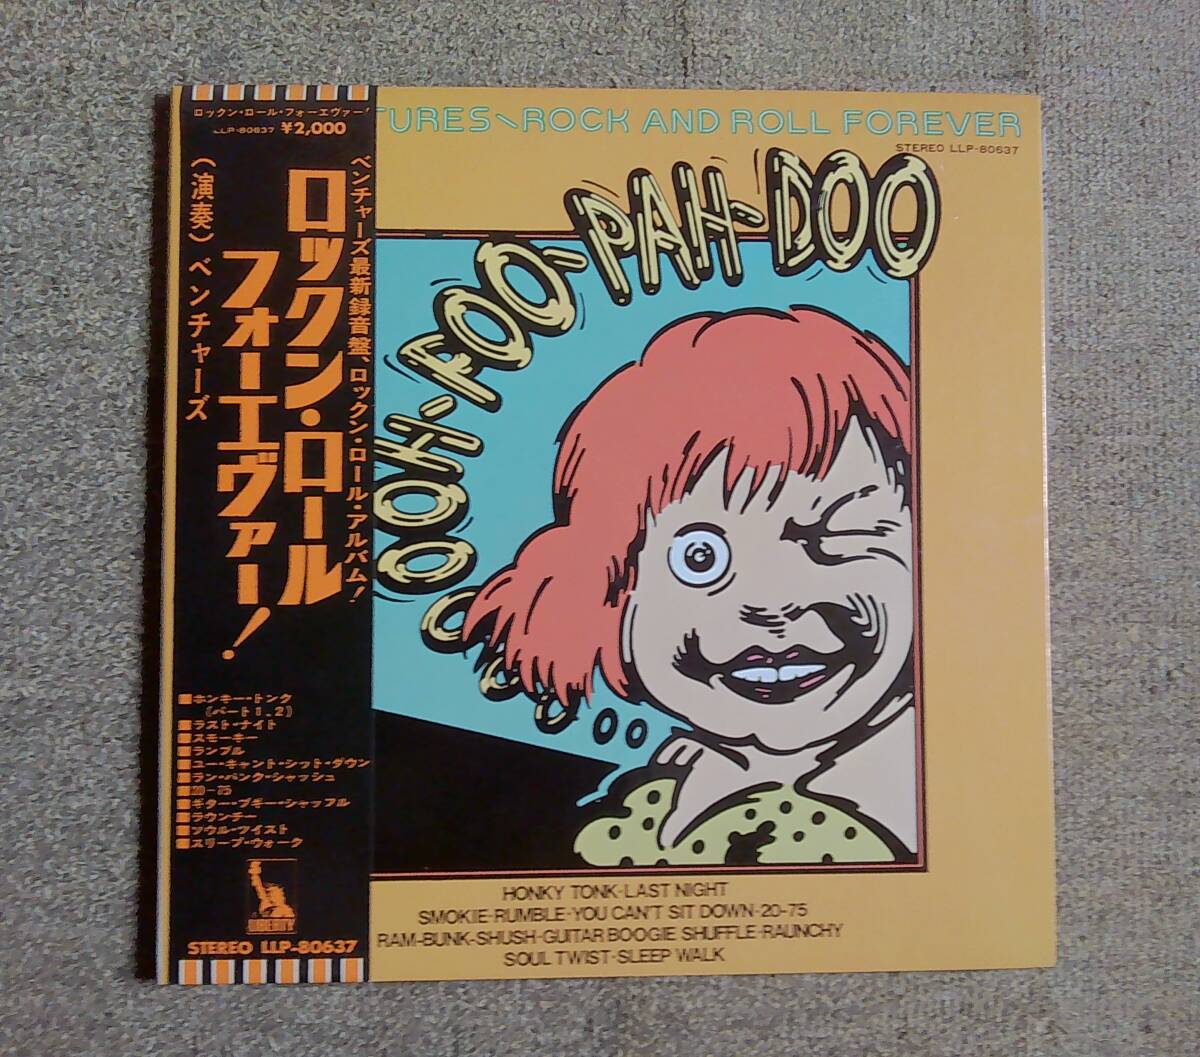 ロックン・ロール・フォーエヴァー!
LLP-80637 ¥2,000
ベンチャーズ最新録音盤、ロックン・ロール・アルバム!
ロックン・ロール
フォーエヴァー!
(演奏) ベンチャーズ
■ホンキー・トンク
(パート1、2)
■ラスト・ナイト
■スモーキー
■ランブル
■ユー・キャント・シット・ダウン
■ラン・バンク・シャッシュ
■20-75
■ギター・ブギー・シャッフル
■ラウンチー
■ソウル・ツイスト
■スリープ・ウォーク
LIBERTY
STEREO LLP-80637
TURES ROCK AND ROLL FOREVER
STEREO LLP-80637
OOH-POO-PAH-DOO
HONKY TONK-LAST NIGHT
SMOKIE-RUMBLE-YOU CAN'T SIT DOWN-20-75
RAM-BUNK-SHUSH-GUITAR BOOGIE SHUFFLE-RAUNCHY
SOUL TWIST-SLEEP WALK